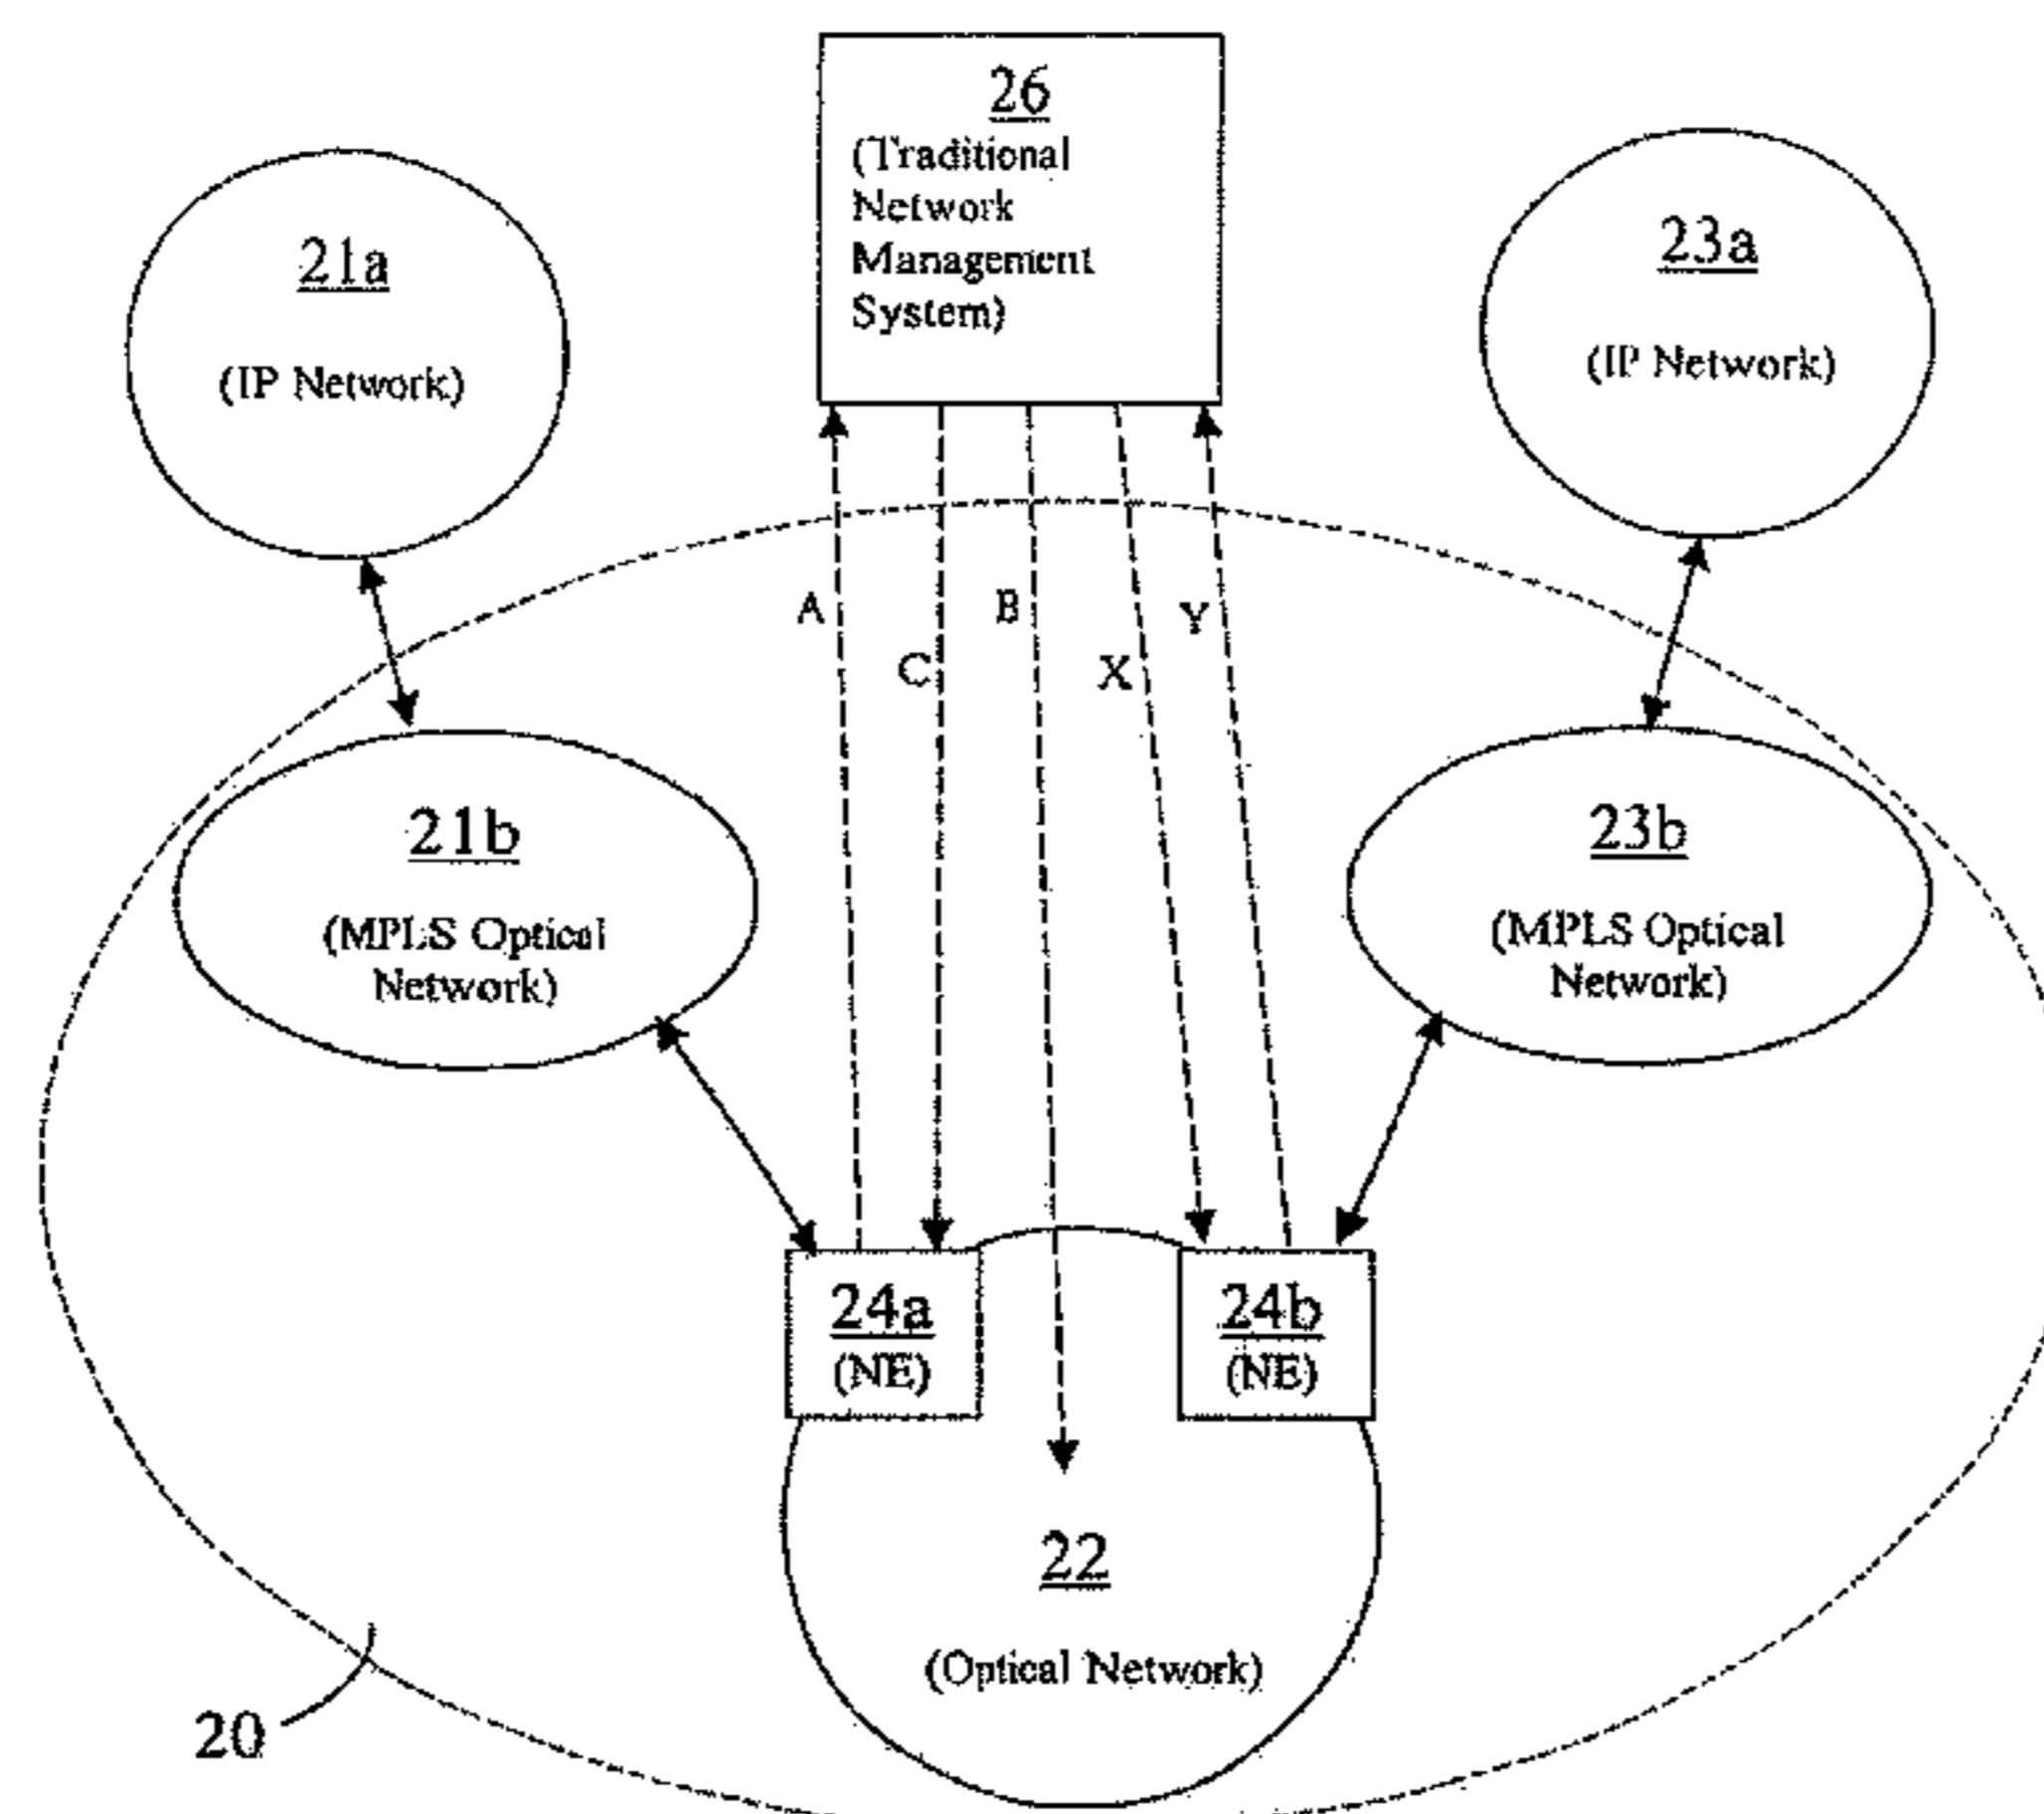 26
(Traditional
Network
Management
System)
21a
(IP Network)
23a
(IP Network)
A
C
B
X
Y
21b
(MPLS Optical
Network)
23b
(MPLS Optical
Network)
24a
(NE)
24b
(NE)
22
(Optical Network)
20